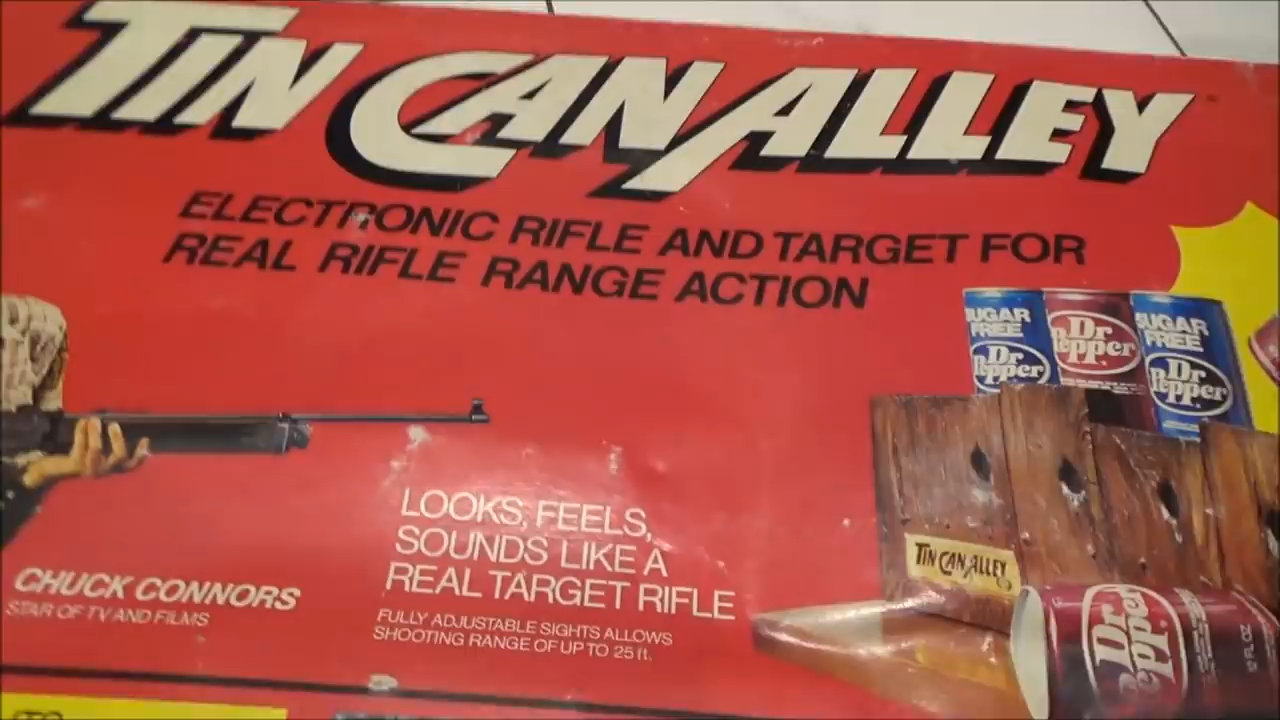 TIN CAN ALLEY
ELECTRONIC RIFLE AND TARGET FOR
REAL RIFLE RANGE ACTION
SUGAR
FREE
Dr
Pepper
Dr
Pepper
SUGAR
FREE
Dr
Pepper
LOOKS, FEELS,
SOUNDS LIKE A
REAL TARGET RIFLE
FULLY ADJUSTABLE SIGHTS ALLOWS
SHOOTING RANGE OF UP TO 25 ft.
CHUCK CONNORS
STAR OF TV AND FILMS
TIN CAN ALLEY
Dr
Pepper
12 FL OZ